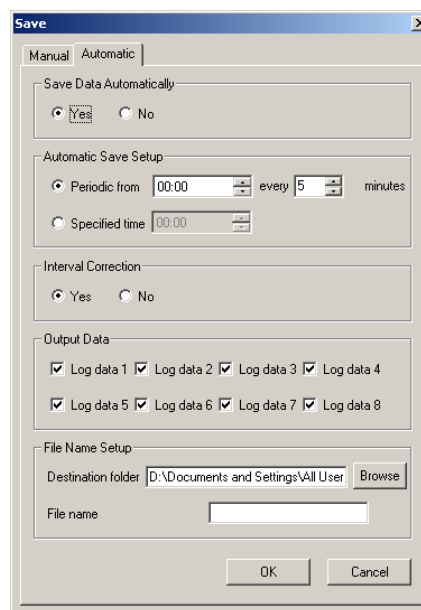 Save
Manual Automatic
Save Data Automatically
Yes No
Automatic Save Setup
Periodic from 00:00 every 5 minutes
Specified time 00:00
Interval Correction
Yes No
Output Data
Log data 1 Log data 2 Log data 3 Log data 4
Log data 5 Log data 6 Log data 7 Log data 8
File Name Setup
Destination folder D:\Documents and Settings\All User Browse
File name
OK Cancel